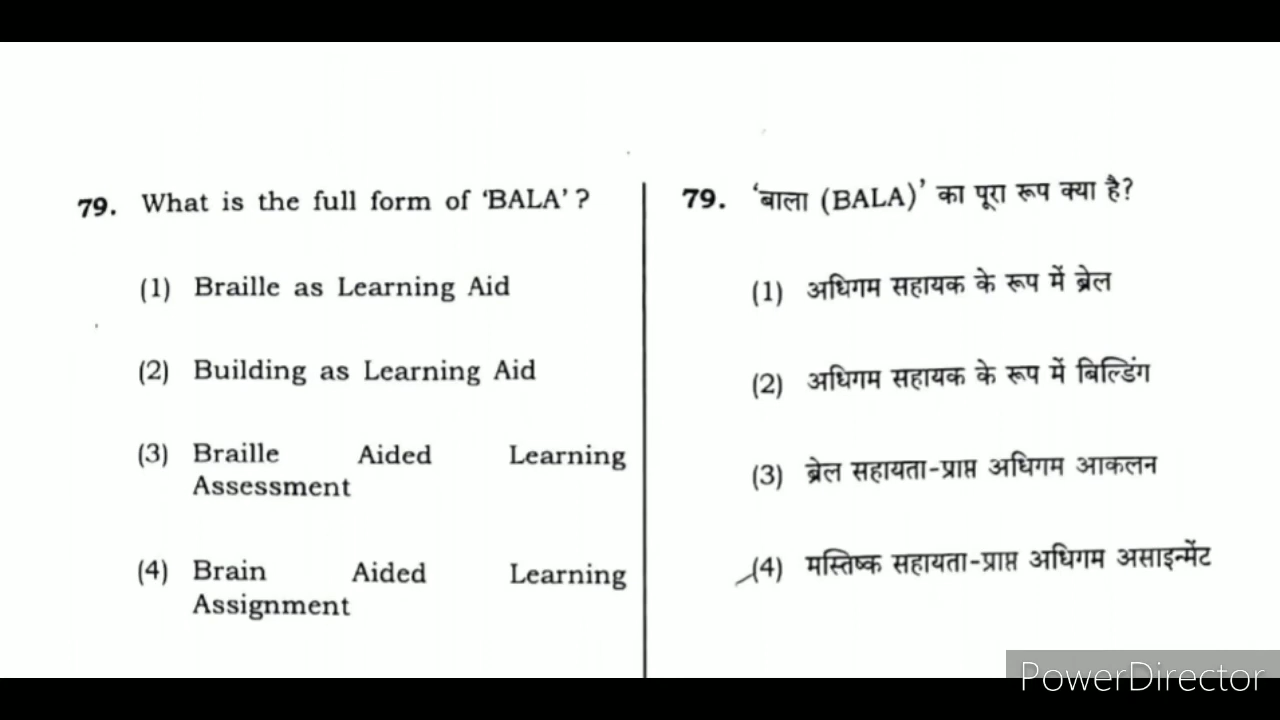 79. What is the full form of ‘BALA’ ?
(1) Braille as Learning Aid
(2) Building as Learning Aid
(3) Braille Aided Learning
Assessment
(4) Brain Aided Learning
Assignment
79. ‘बाला (BALA)’ का पूरा रूप क्या है?
(1) अधिगम सहायक के रूप में ब्रेल
(2) अधिगम सहायक के रूप में बिल्डिंग
(3) ब्रेल सहायता-प्राप्त अधिगम आकलन
(4) मस्तिष्क सहायता-प्राप्त अधिगम असाइन्मेंट
PowerDirector